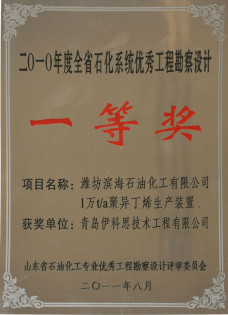 二〇一〇年度全省石化系统优秀工程勘察设计
一等奖
项目名称：潍坊滨海石油化工有限公司
1万t/a聚异丁烯生产装置
获奖单位：青岛伊科思技术工程有限公司
山东省石油化工专业优秀工程勘察设计评审委员会
二〇一一年八月